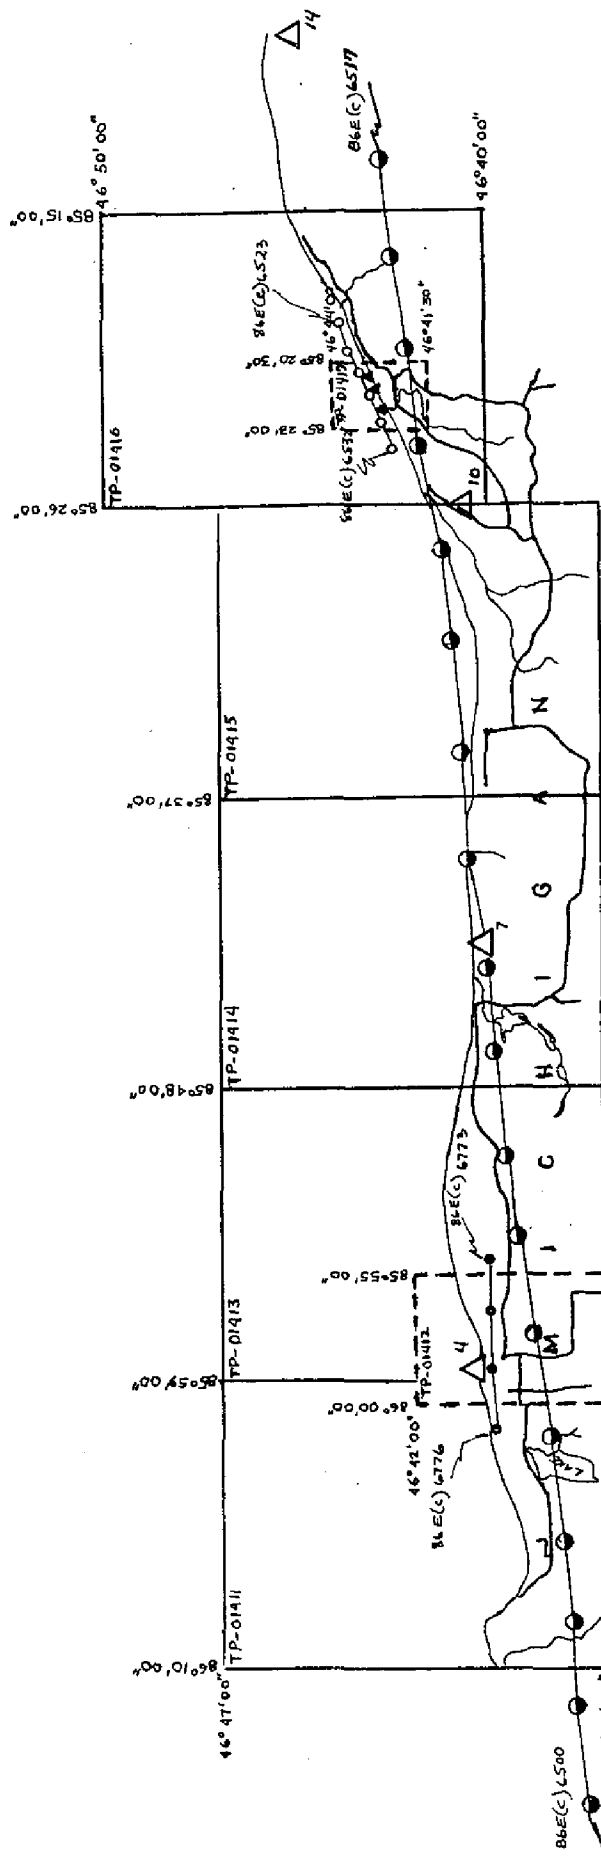 14
86E(C)6517
46° 50' 00"
46° 40' 00"
85° 15' 00"
86E(C)6523
46° 44' 00"
85° 20' 30"
46° 41' 30"
TP-01417
85° 23' 00"
86E(C)6532
TP-01416
85° 26' 00"
10
TP-01415
85° 37' 00"
7
TP-01414
85° 48' 00"
86E(C)6773
85° 55' 00"
TP-01413
85° 59' 00"
4
TP-01412
86° 00' 00"
46° 42' 00"
86E(C)6776
TP-01411
86° 10' 00"
46° 47' 00"
86E(C)6500
M I C H I G A N